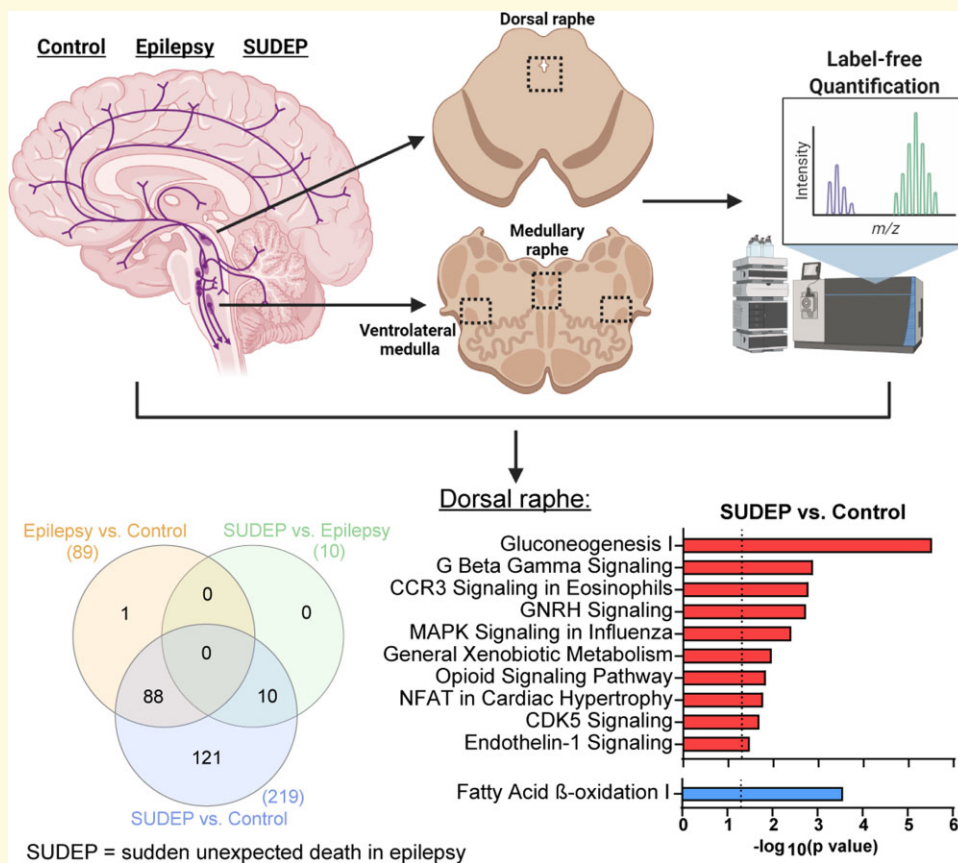 Control Epilepsy SUDEP
Dorsal raphe
Label-free
Quantification
Intensity
m/z
Medullary
raphe
Ventrolateral
medulla
Epilepsy vs. Control
(89)
SUDEP vs. Epilepsy
(10)
1
0
0
0
88
10
121
(219)
SUDEP vs. Control
SUDEP = sudden unexpected death in epilepsy
Dorsal raphe:
SUDEP vs. Control
Gluconeogenesis I
G Beta Gamma Signaling
CCR3 Signaling in Eosinophils
GNRH Signaling
MAPK Signaling in Influenza
General Xenobiotic Metabolism
Opioid Signaling Pathway
NFAT in Cardiac Hypertrophy
CDK5 Signaling
Endothelin-1 Signaling
Fatty Acid ß-oxidation I
0 1 2 3 4 5 6
-log10(p value)